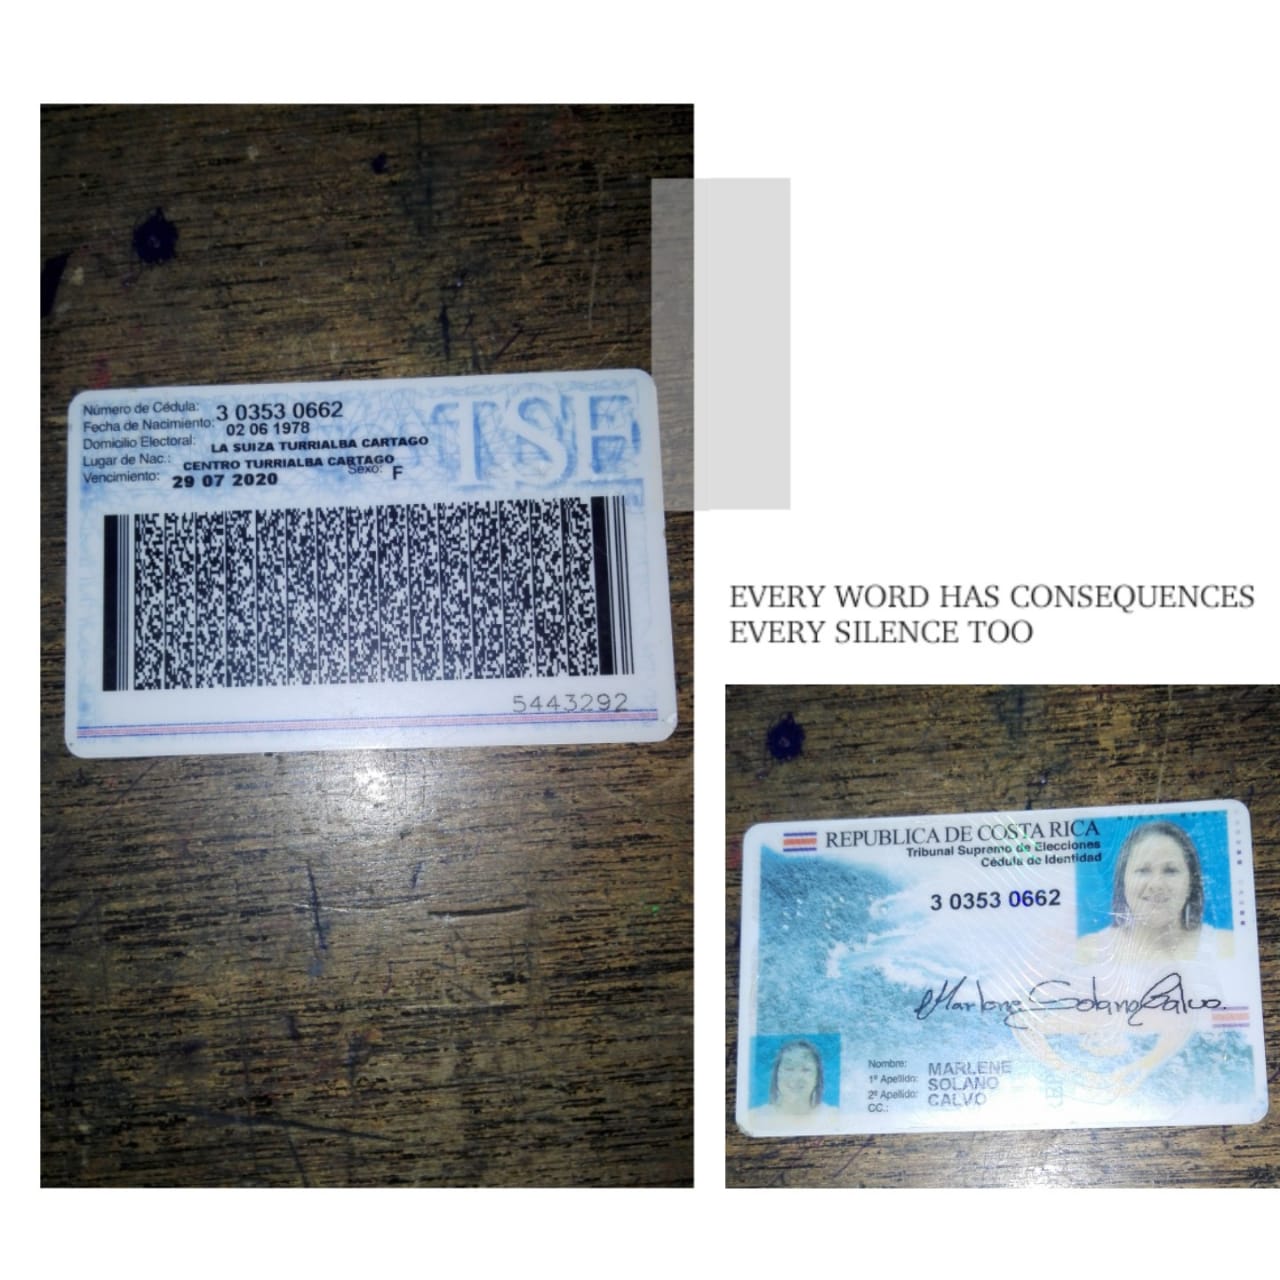 Número de Cédula: 3 0353 0662
Fecha de Nacimiento: 02 06 1978
Domicilio Electoral: LA SUIZA TURRIALBA CARTAGO
Lugar de Nac.: CENTRO TURRIALBA CARTAGO
Sexo: F
Vencimiento: 29 07 2020
TSE
5443292
EVERY WORD HAS CONSEQUENCES
EVERY SILENCE TOO
REPUBLICA DE COSTA RICA
Tribunal Supremo de Elecciones
Cédula de Identidad
3 0353 0662
Marlene Solano Calvo
Nombre: MARLENE
1º Apellido: SOLANO
2º Apellido: CALVO
CC.: